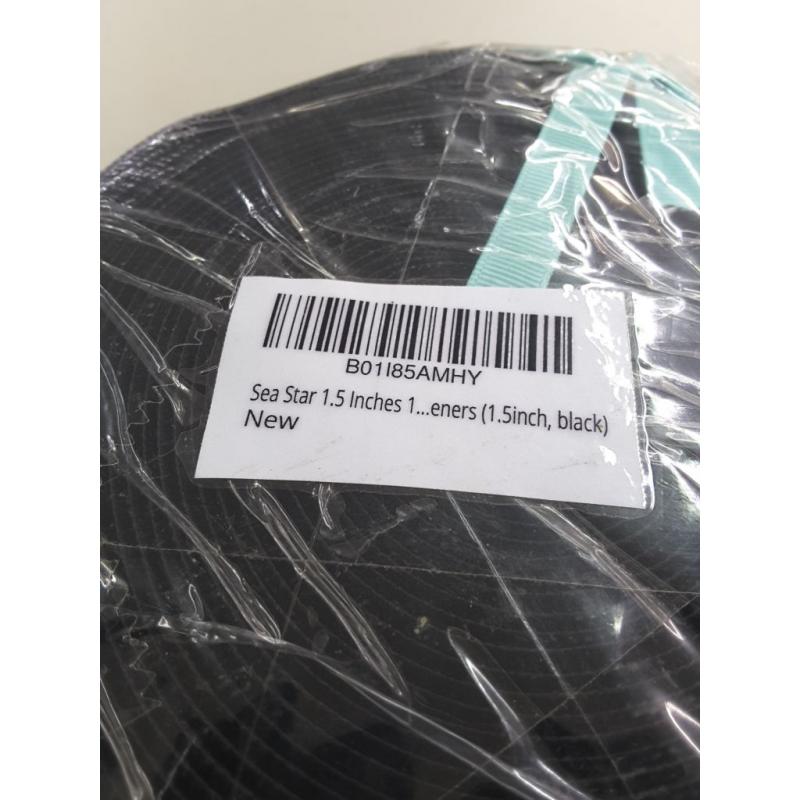 B01I85AMHY
Sea Star 1.5 Inches 1...eners (1.5inch, black)
New